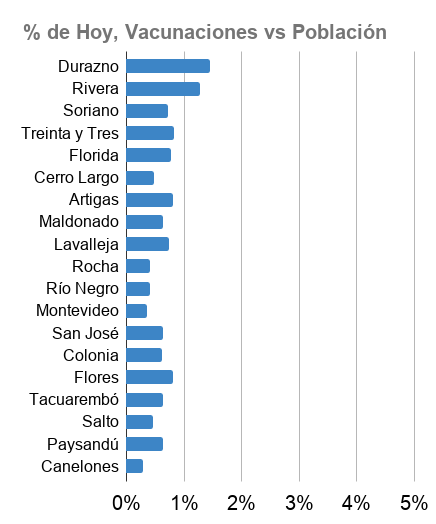 % de Hoy, Vacunaciones vs Población
Durazno
Rivera
Soriano
Treinta y Tres
Florida
Cerro Largo
Artigas
Maldonado
Lavalleja
Rocha
Río Negro
Montevideo
San José
Colonia
Flores
Tacuarembó
Salto
Paysandú
Canelones
0% 1% 2% 3% 4% 5%